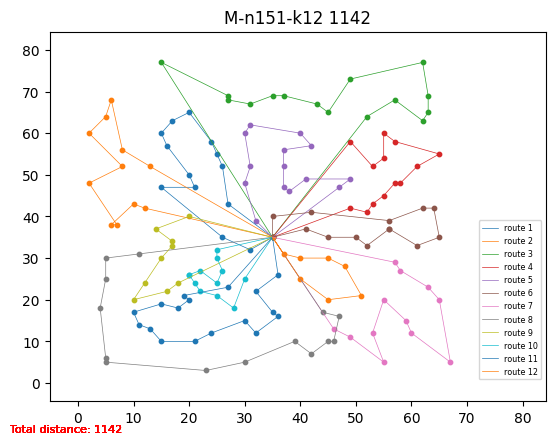 M-n151-k12 1142
80
70
60
50
40
30
20
10
0
route 1
route 2
route 3
route 4
route 5
route 6
route 7
route 8
route 9
route 10
route 11
route 12
0 10 20 30 40 50 60 70 80
Total distance: 1142